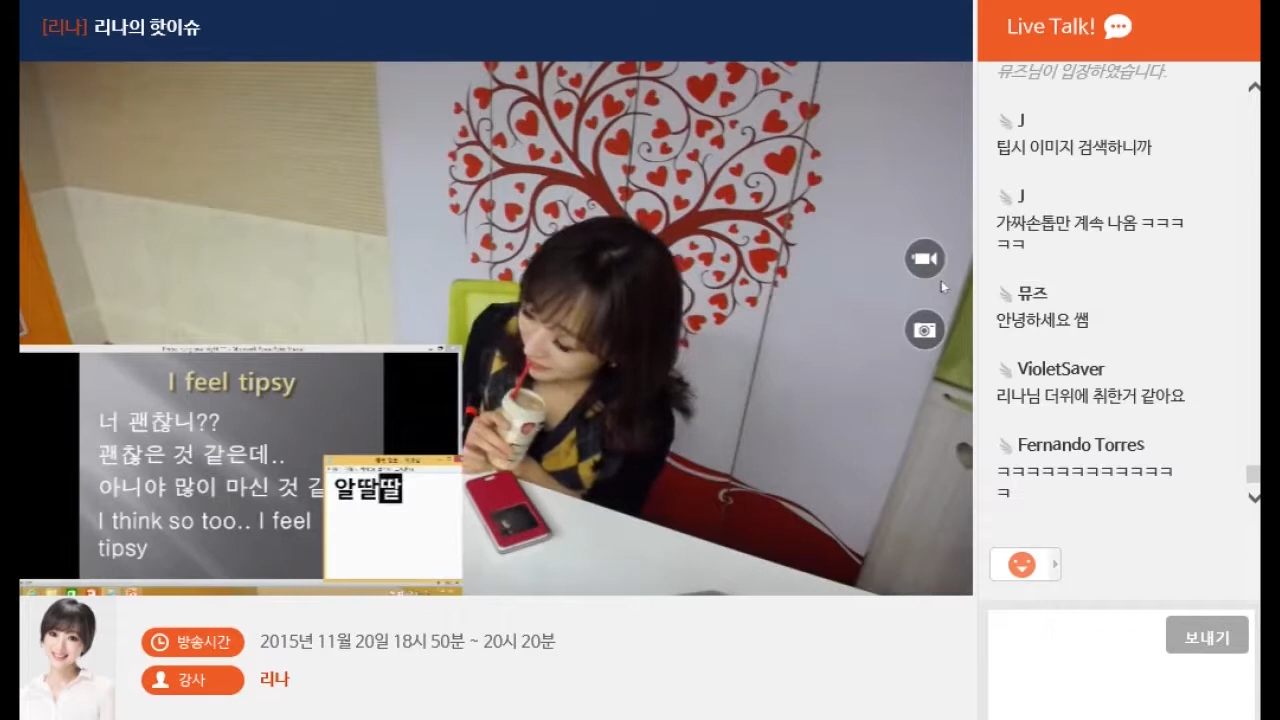 [리나] 리나의 핫이슈
Live Talk!
뮤즈님이 입장하였습니다.
J
팁시 이미지 검색하니까
J
가짜손톱만 계속 나옴 ㅋㅋㅋ
ㅋㅋ
뮤즈
안녕하세요 쌤
VioletSaver
리나님 더위에 취한거 같아요
Fernando Torres
ㅋㅋㅋㅋㅋㅋㅋㅋㅋㅋㅋㅋ
ㅋ
I feel tipsy
너 괜찮니??
괜찮은 것 같은데..
아니야 많이 마신 것 같
I think so too.. I feel
tipsy
알딸딸
방송시간 2015년 11월 20일 18시 50분 ~ 20시 20분
강사 리나
보내기